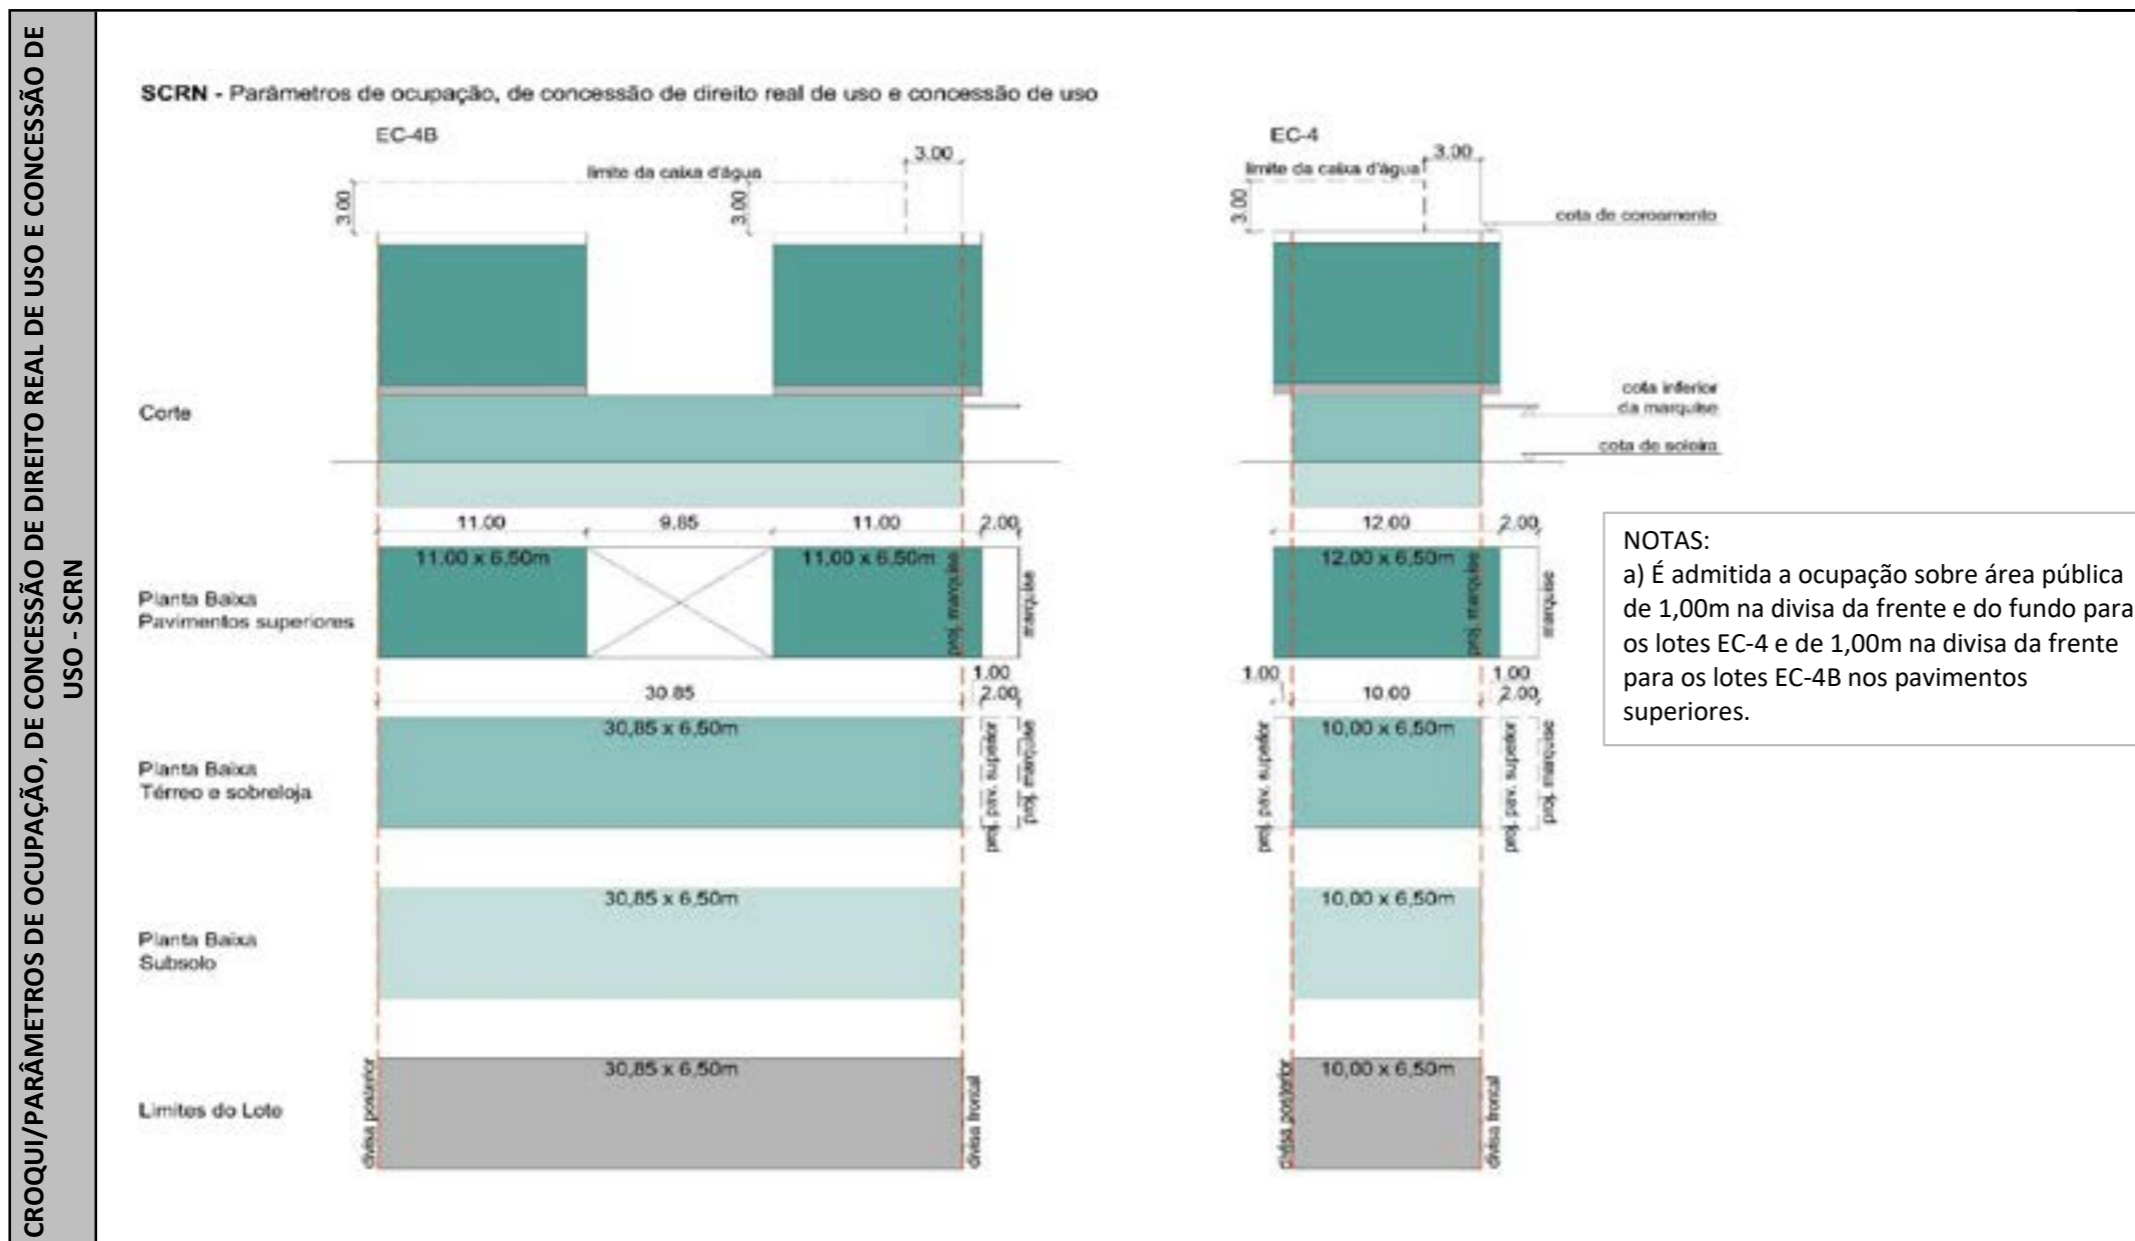 CROQUI/PARÂMETROS DE OCUPAÇÃO, DE CONCESSÃO DE DIREITO REAL DE USO E CONCESSÃO DE
USO - SCRN
SCRN - Parâmetros de ocupação, de concessão de direito real de uso e concessão de uso
EC-4B
3.00
limite da caixa d'água
3.00
3.00
EC-4
3.00
limite da caixa d'água
3.00
cota de coroamento
cota inferior
da marquise
cota de soleira
Corte
11.00
9.85
11.00
2.00
12.00
2.00
Planta Baixa
Pavimentos superiores
11.00 x 6,50m
11,00 x 6,50m
proj. marquise
marquise
12,00 x 6,50m
proj. marquise
marquise
NOTAS:
a) É admitida a ocupação sobre área pública
de 1,00m na divisa da frente e do fundo para
os lotes EC-4 e de 1,00m na divisa da frente
para os lotes EC-4B nos pavimentos
superiores.
30.85
1.00
2.00
1.00
10.00
1.00
2.00
Planta Baixa
Térreo e sobreloja
30,85 x 6,50m
proj. pav. superior
proj. marquise
proj. pav. superior
10,00 x 6,50m
proj. pav. superior
proj. marquise
Planta Baixa
Subsolo
30,85 x 6,50m
10,00 x 6,50m
Limites do Lote
divisa posterior
30,85 x 6,50m
divisa frontal
divisa posterior
10,00 x 6,50m
divisa frontal